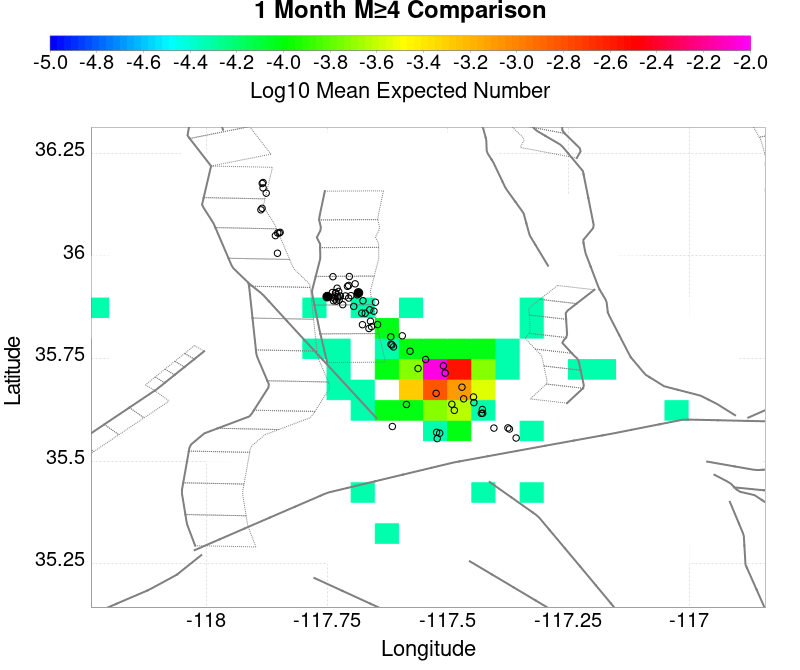 1 Month M≥4 Comparison
-5.0 -4.8 -4.6 -4.4 -4.2 -4.0 -3.8 -3.6 -3.4 -3.2 -3.0 -2.8 -2.6 -2.4 -2.2 -2.0
Log10 Mean Expected Number
36.25
36
35.75
35.5
35.25
Latitude
-118 -117.75 -117.5 -117.25 -117
Longitude